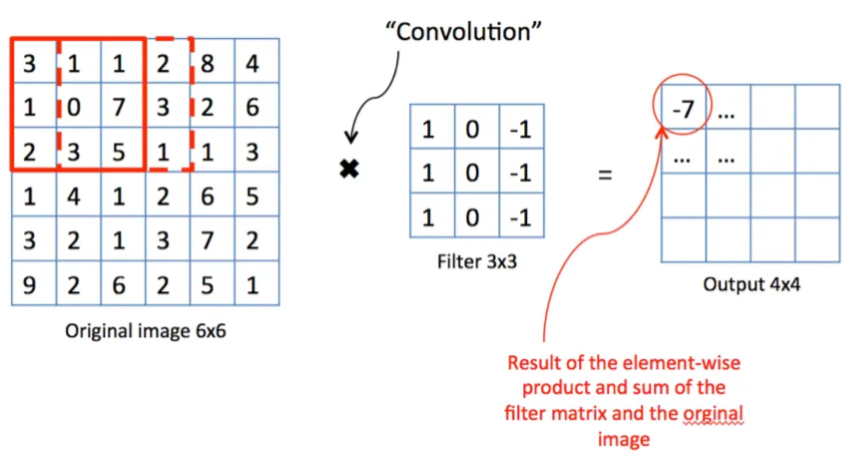 “Convolution”
3 1 1 2 8 4
1 0 7 3 2 6
2 3 5 1 1 3
1 4 1 2 6 5
3 2 1 3 7 2
9 2 6 2 5 1
Original image 6x6
✖
1 0 -1
1 0 -1
1 0 -1
Filter 3x3
=
-7 ...
... ...
Output 4x4
Result of the element-wise
product and sum of the
filter matrix and the orginal
image